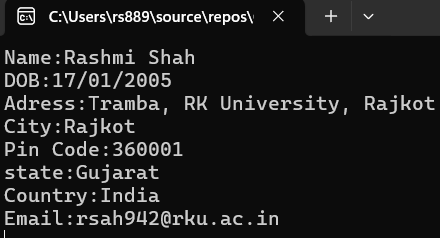 C:\Users\rs889\source\repos\
Name:Rashmi Shah
DOB:17/01/2005
Adress:Tramba, RK University, Rajkot
City:Rajkot
Pin Code:360001
state:Gujarat
Country:India
Email:rsah942@rku.ac.in